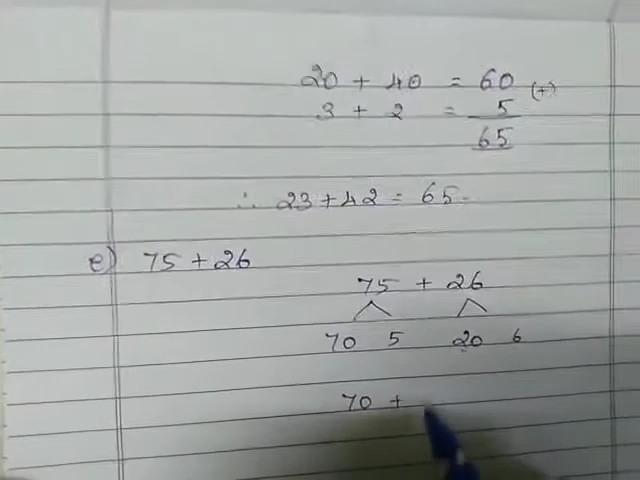 20 + 40 = 60 (+)
3 + 2 = 5
65
∴ 23 + 42 = 65.
e) 75 + 26
75 + 26
70 5 20 6
70 +